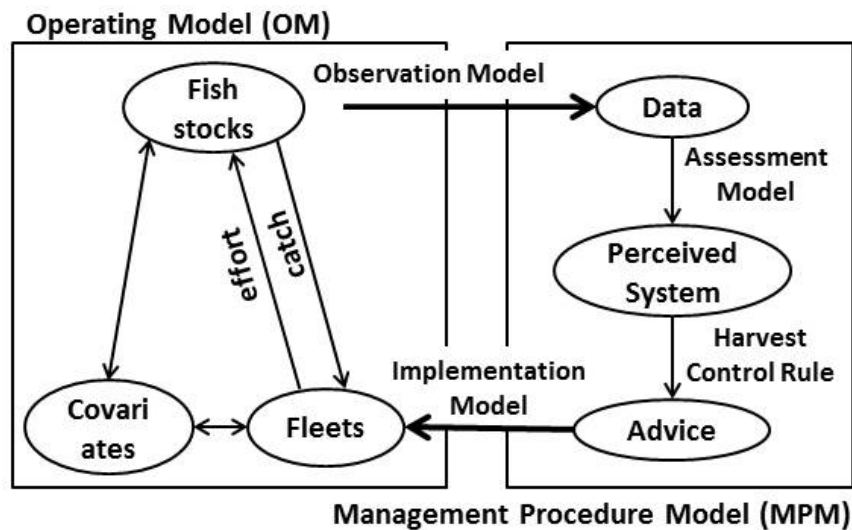 Operating Model (OM)
Fish
stocks
Observation Model
Data
Assessment
Model
effort
catch
Perceived
System
Harvest
Control Rule
Implementation
Model
Covari
ates
Fleets
Advice
Management Procedure Model (MPM)